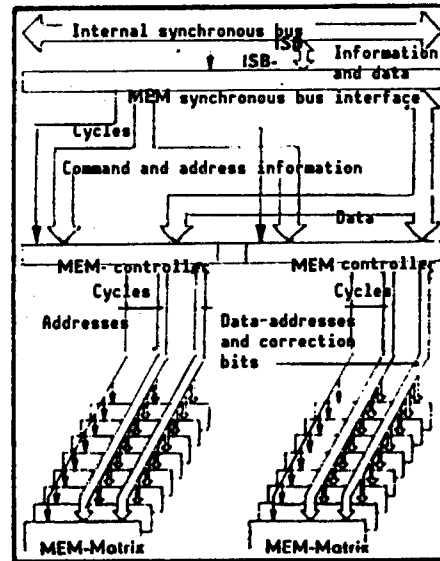 Internal synchronous bus
ISB
ISB-
Information
and data
MEM synchronous bus interface
Cycles
Command and address information
Data
MEM- controller
MEM controller
Cycles
Cycles
Addresses
Data-addresses
and correction
bits
MEM-Matrix
MEM-Matrix